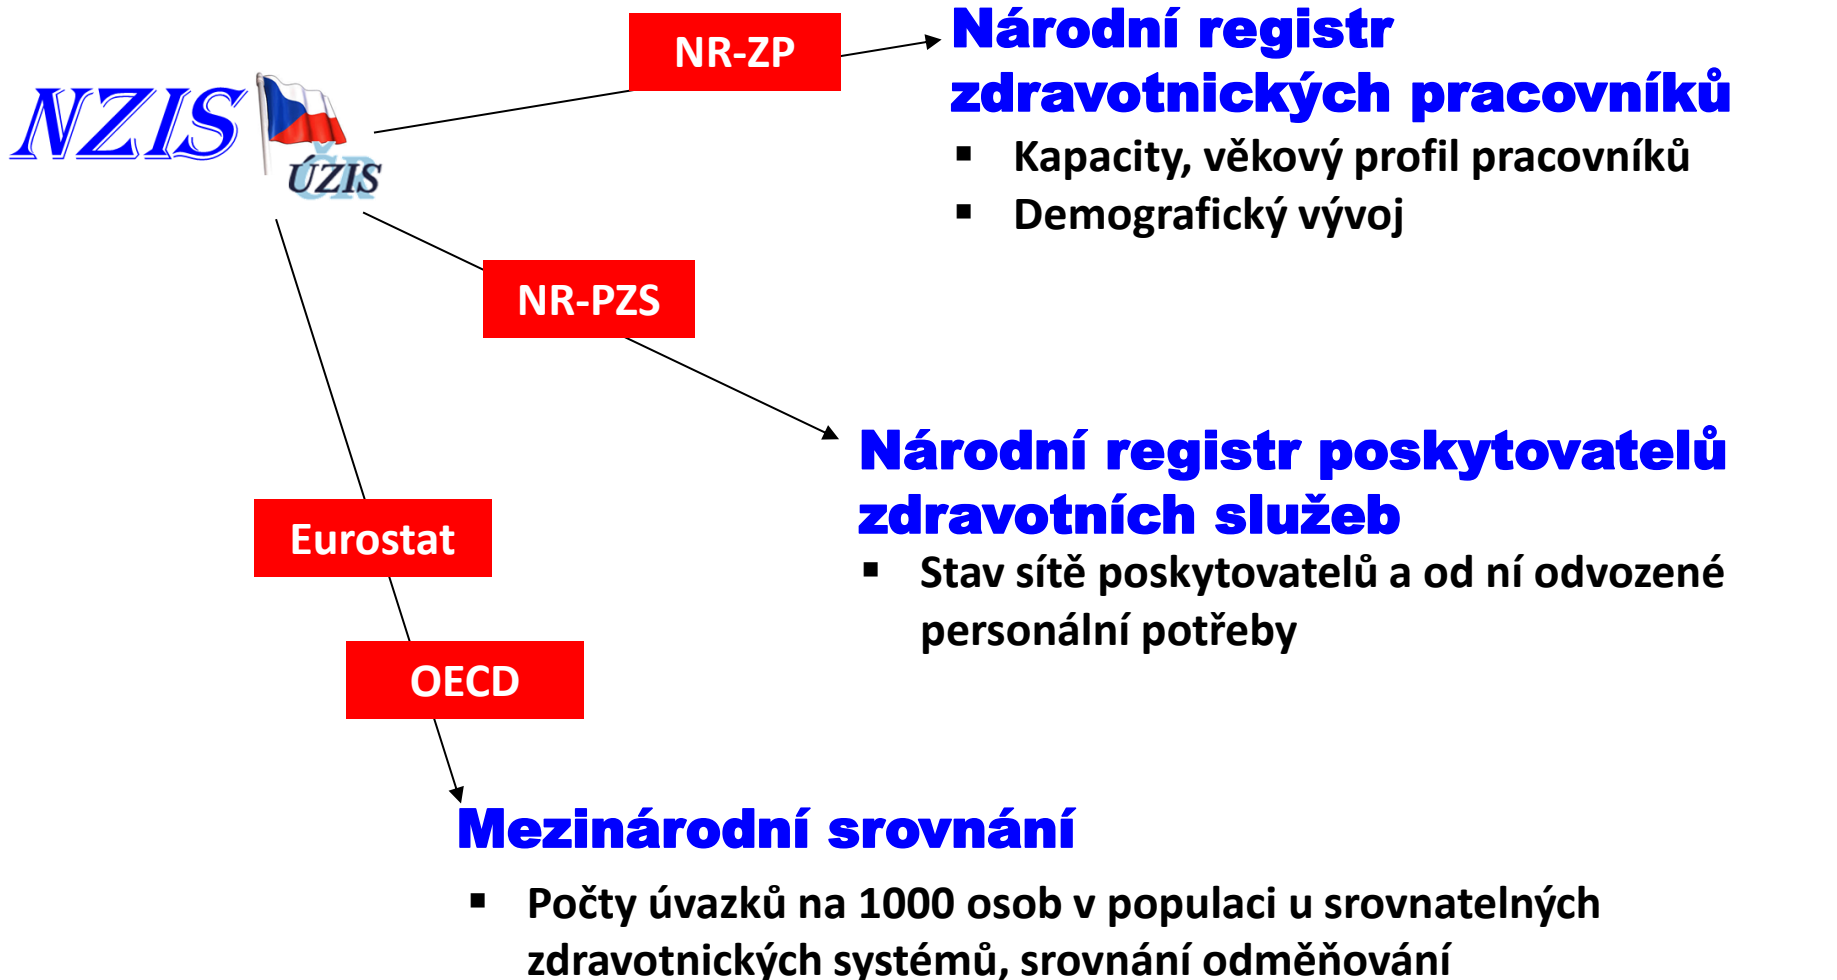 NZIS
ČR
ÚZIS
NR-ZP
Národní registr
zdravotnických pracovníků
▪ Kapacity, věkový profil pracovníků
▪ Demografický vývoj
NR-PZS
Národní registr poskytovatelů
zdravotních služeb
▪ Stav sítě poskytovatelů a od ní odvozené
personální potřeby
Eurostat
OECD
Mezinárodní srovnání
▪ Počty úvazků na 1000 osob v populaci u srovnatelných
zdravotnických systémů, srovnání odměňování